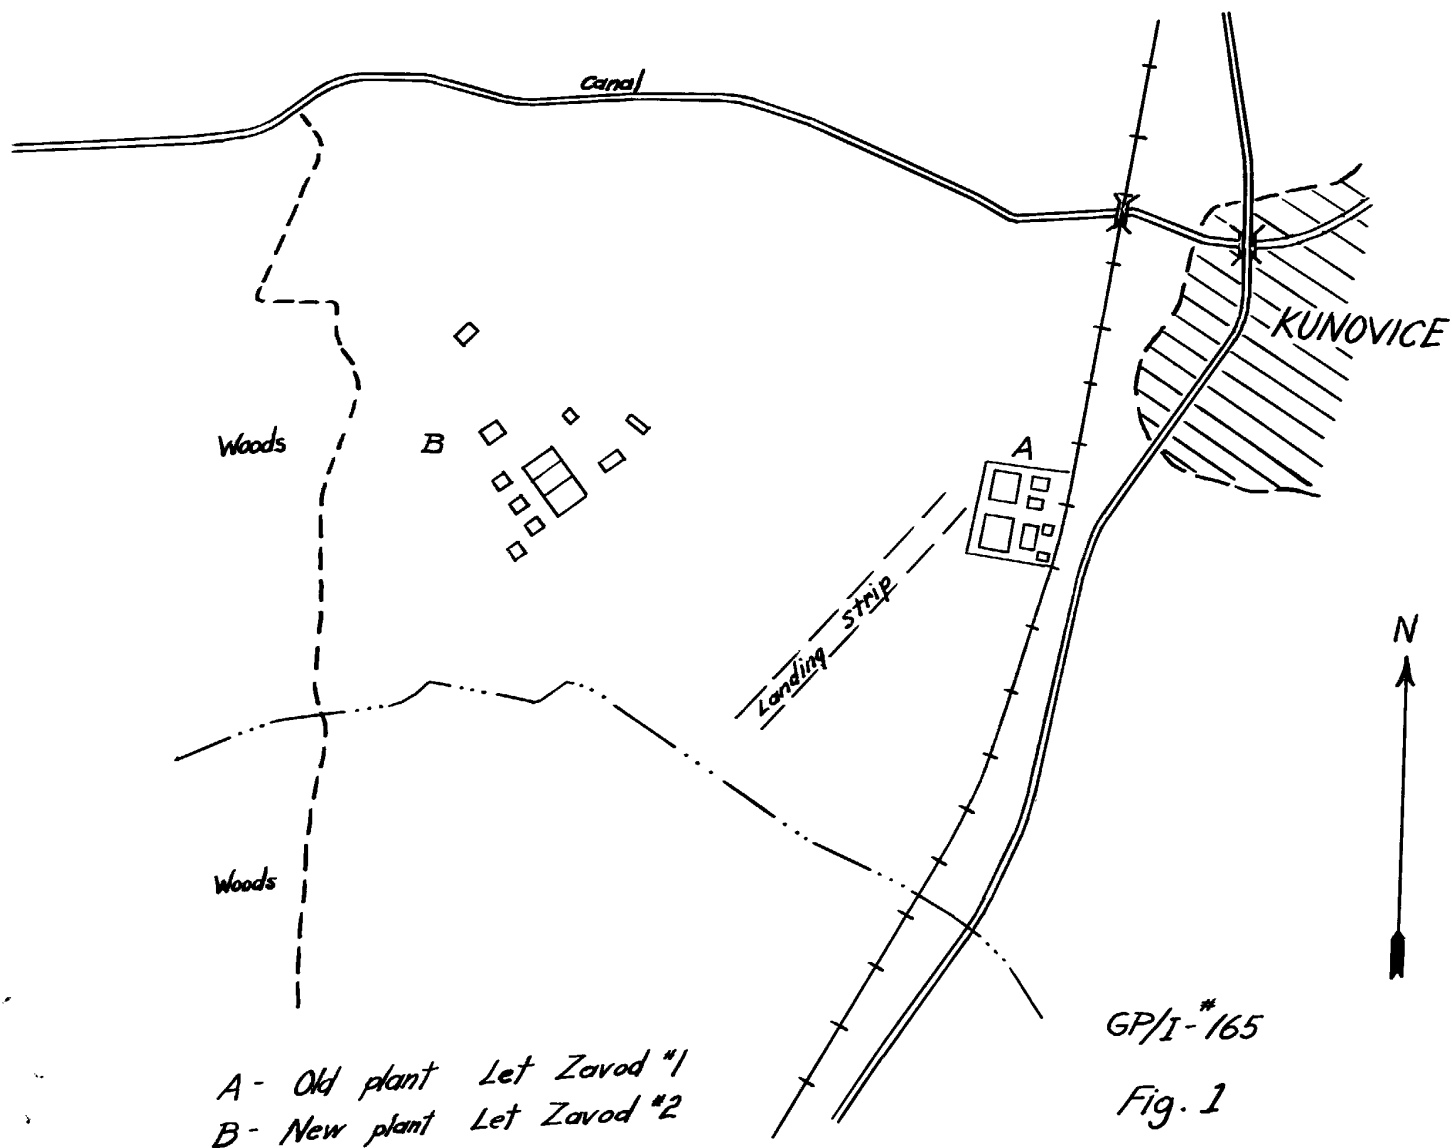 Canal
KUNOVICE
Woods
B
A
Landing strip
N
Woods
GP/I-#165
A - Old plant Let Zavod #1
B - New plant Let Zavod #2
Fig. 1